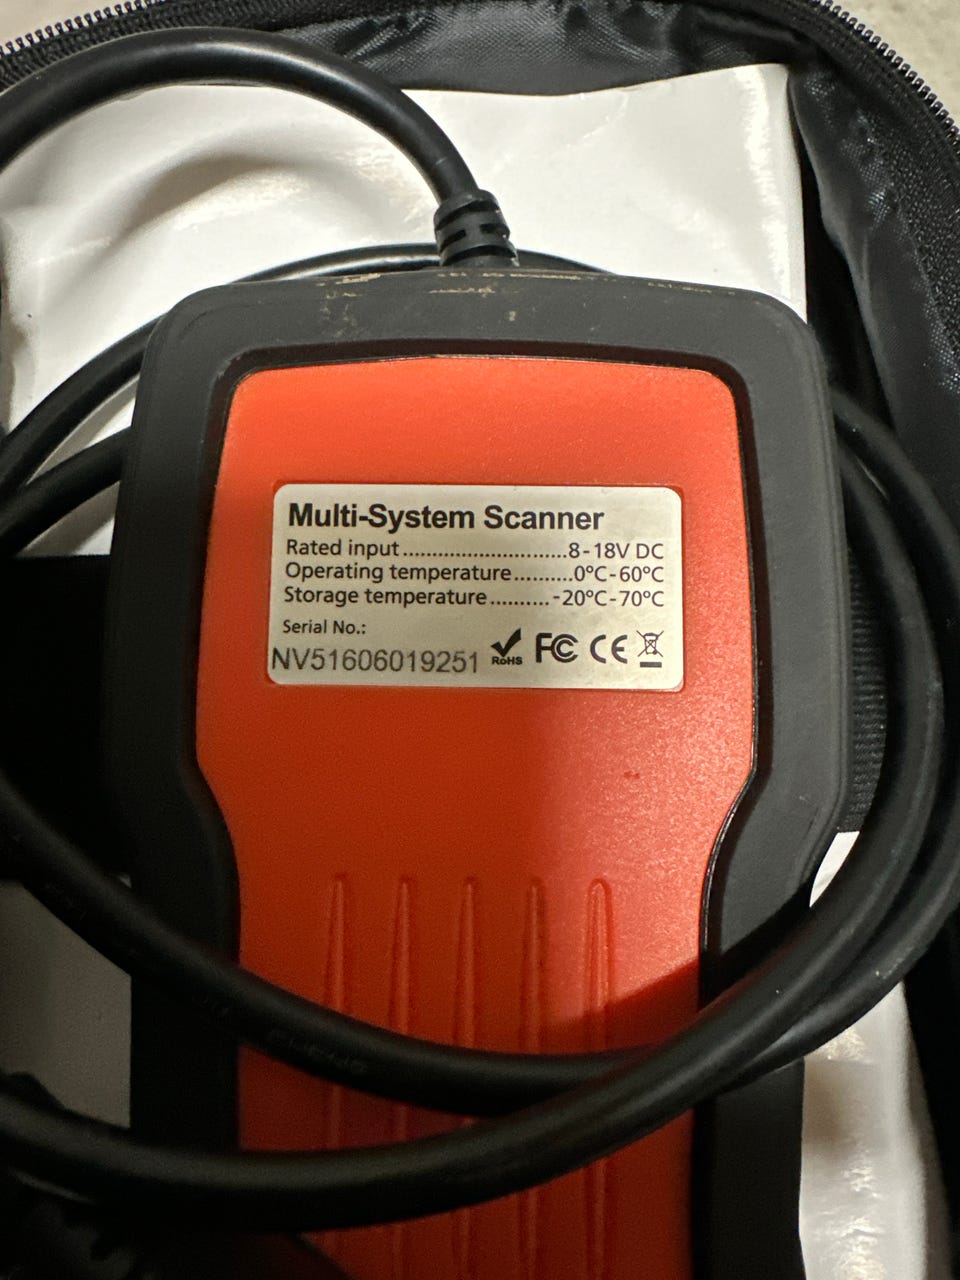 Multi-System Scanner
Rated input............................8-18V DC
Operating temperature..........0°C-60°C
Storage temperature..........-20°C-70°C
Serial No.:
NV51606019251
RoHS FC CE